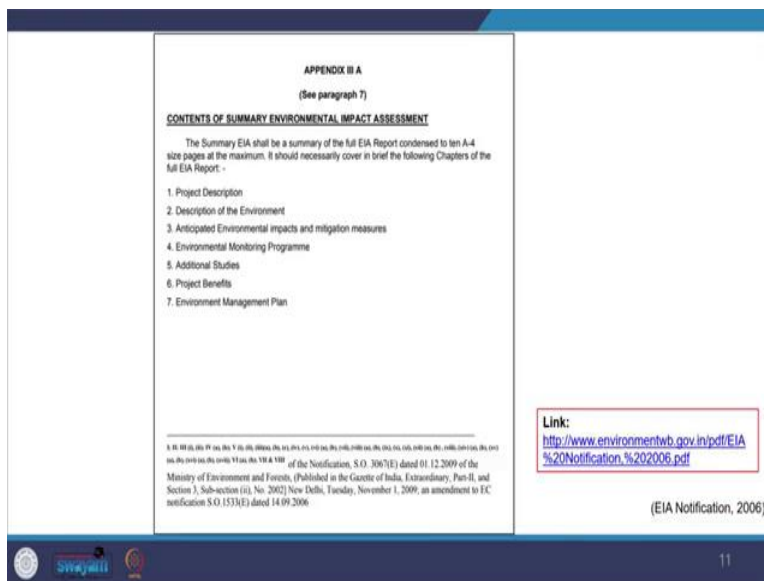 APPENDIX III A
(See paragraph 7)
CONTENTS OF SUMMARY ENVIRONMENTAL IMPACT ASSESSMENT
The Summary EIA shall be a summary of the full EIA Report condensed to ten A-4
size pages at the maximum. It should necessarily cover in brief the following Chapters of the
full EIA Report: -
1. Project Description
2. Description of the Environment
3. Anticipated Environmental impacts and mitigation measures
4. Environmental Monitoring Programme
5. Additional Studies
6. Project Benefits
7. Environment Management Plan
of the Notification, S.O. 3067(E) dated 01.12.2009 of the
Ministry of Environment and Forests, (Published in the Gazette of India, Extraordinary, Part-II, and
Section 3, Sub-section (ii), No. 2002] New Delhi, Tuesday, November 1, 2009; an amendment to EC
notification S.O.1533(E) dated 14.09.2006
Link:
http://www.environmentwb.gov.in/pdf/EIA
%20Notification,%202006.pdf
(EIA Notification, 2006)
swayam
11